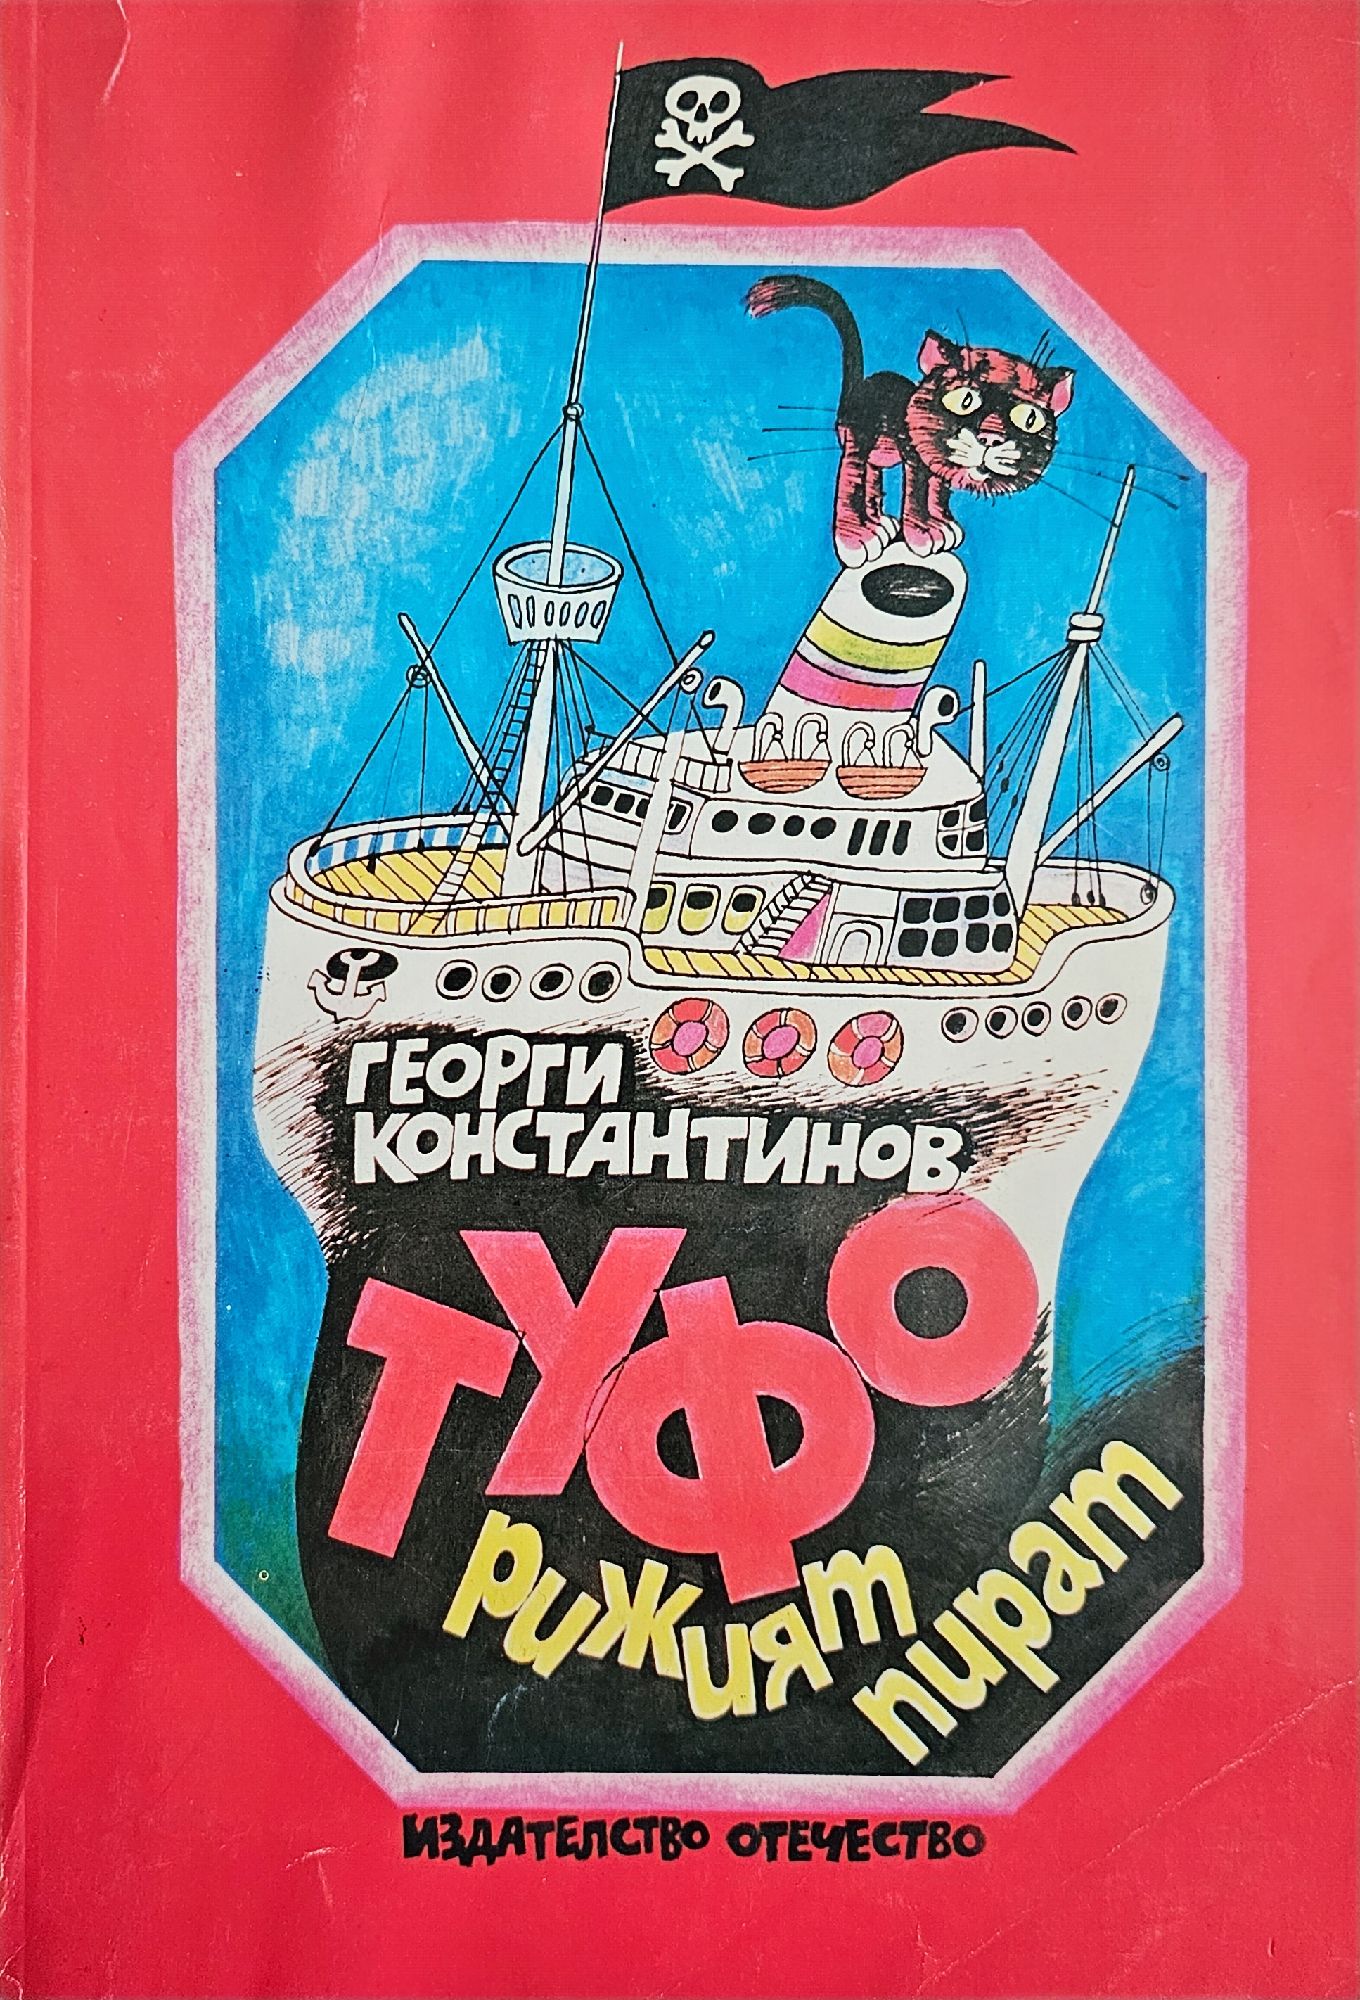 ГЕОРГИ
КОНСТАНТИНОВ
ТУФО
рижият
пират
ИЗДАТЕЛСТВО ОТЕЧЕСТВО